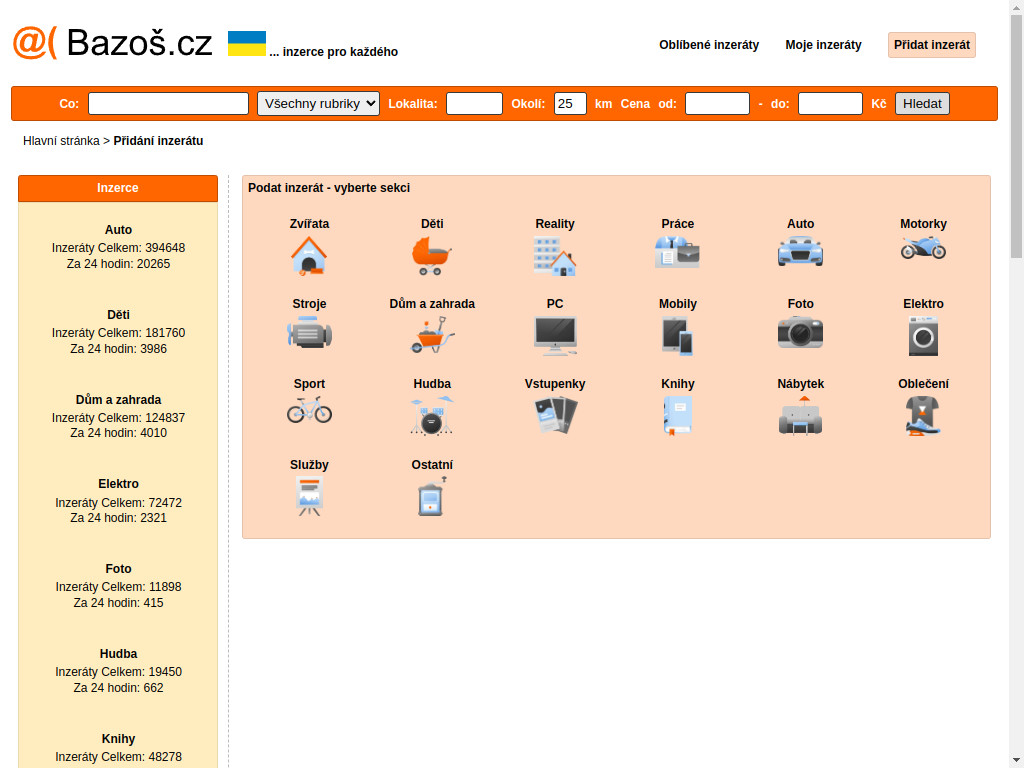 @( Bazoš.cz ... inzerce pro každého
Oblíbené inzeráty Moje inzeráty Přidat inzerát
Co: Všechny rubriky Lokalita: Okolí: 25 km Cena od: - do: Kč Hledat
Hlavní stránka > Přidání inzerátu
Inzerce
Auto
Inzeráty Celkem: 394648
Za 24 hodin: 20265
Děti
Inzeráty Celkem: 181760
Za 24 hodin: 3986
Dům a zahrada
Inzeráty Celkem: 124837
Za 24 hodin: 4010
Elektro
Inzeráty Celkem: 72472
Za 24 hodin: 2321
Foto
Inzeráty Celkem: 11898
Za 24 hodin: 415
Hudba
Inzeráty Celkem: 19450
Za 24 hodin: 662
Knihy
Inzeráty Celkem: 48278
Podat inzerát - vyberte sekci
Zvířata Děti Reality Práce Auto Motorky
Stroje Dům a zahrada PC Mobily Foto Elektro
Sport Hudba Vstupenky Knihy Nábytek Oblečení
Služby Ostatní